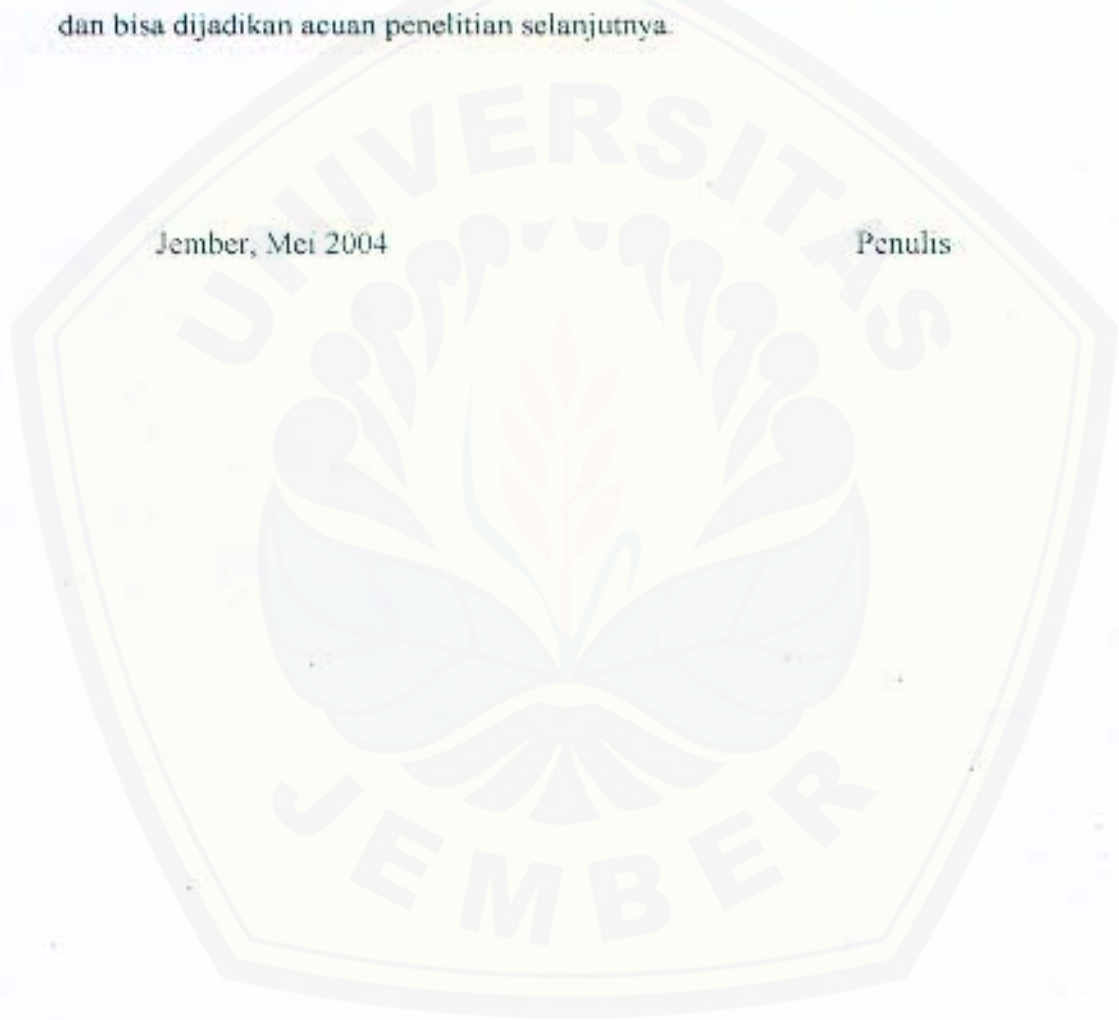 dan bisa dijadikan acuan penelitian selanjutnya.
Jember, Mei 2004 Penulis
UNIVERSITAS
JEMBER